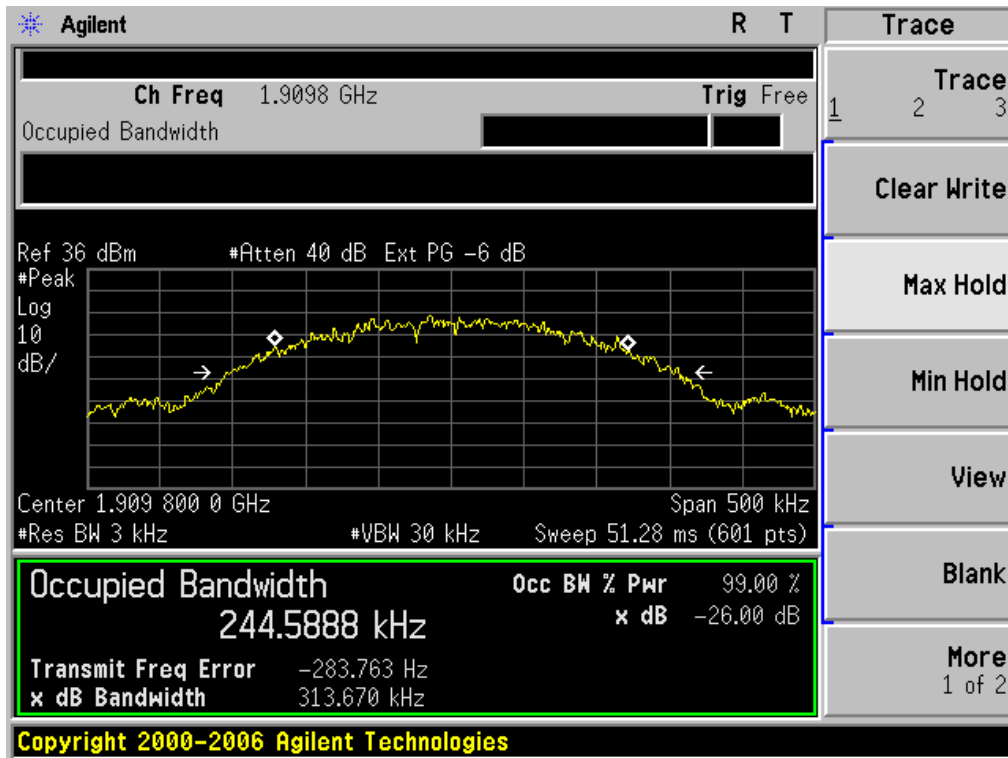 Agilent R T
Ch Freq 1.9098 GHz Trig Free
Occupied Bandwidth
Ref 36 dBm #Atten 40 dB Ext PG -6 dB
#Peak
Log
10
dB/
Center 1.909 800 0 GHz Span 500 kHz
#Res BW 3 kHz #VBW 30 kHz Sweep 51.28 ms (601 pts)
Occupied Bandwidth
244.5888 kHz
Occ BW % Pwr 99.00 %
x dB -26.00 dB
Transmit Freq Error -283.763 Hz
x dB Bandwidth 313.670 kHz
Copyright 2000-2006 Agilent Technologies
Trace
Trace
1 2 3
Clear Write
Max Hold
Min Hold
View
Blank
More
1 of 2